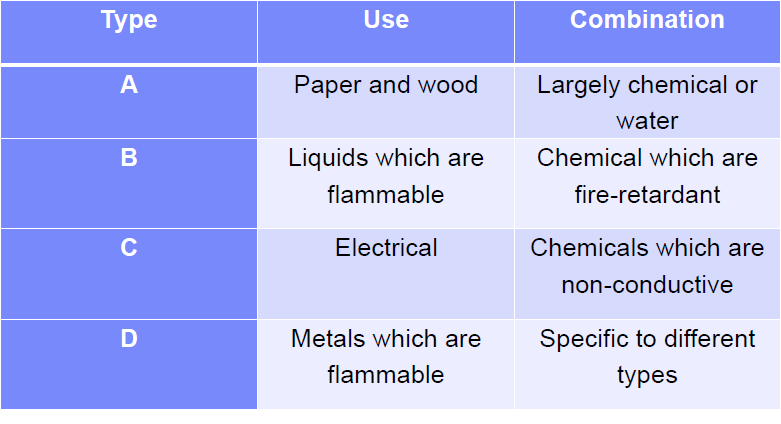 Type Use Combination
A Paper and wood Largely chemical or
water
B Liquids which are Chemical which are
flammable fire-retardant
C Electrical Chemicals which are
non-conductive
D Metals which are Specific to different
flammable types